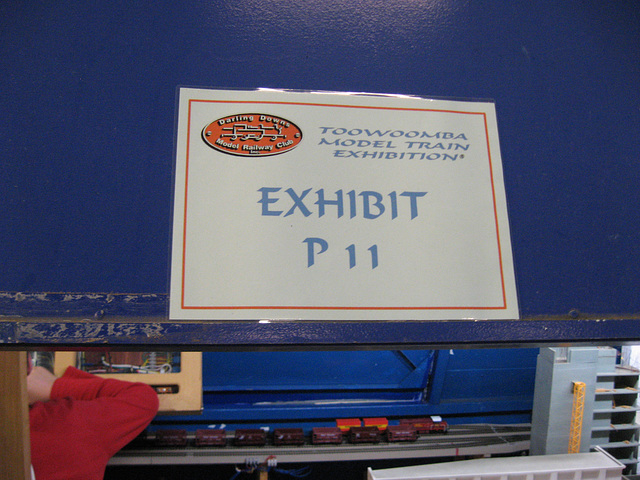 Darling Downs
Model Railway Club
TOOWOOMBA
MODEL TRAIN
EXHIBITION®
EXHIBIT
P 11